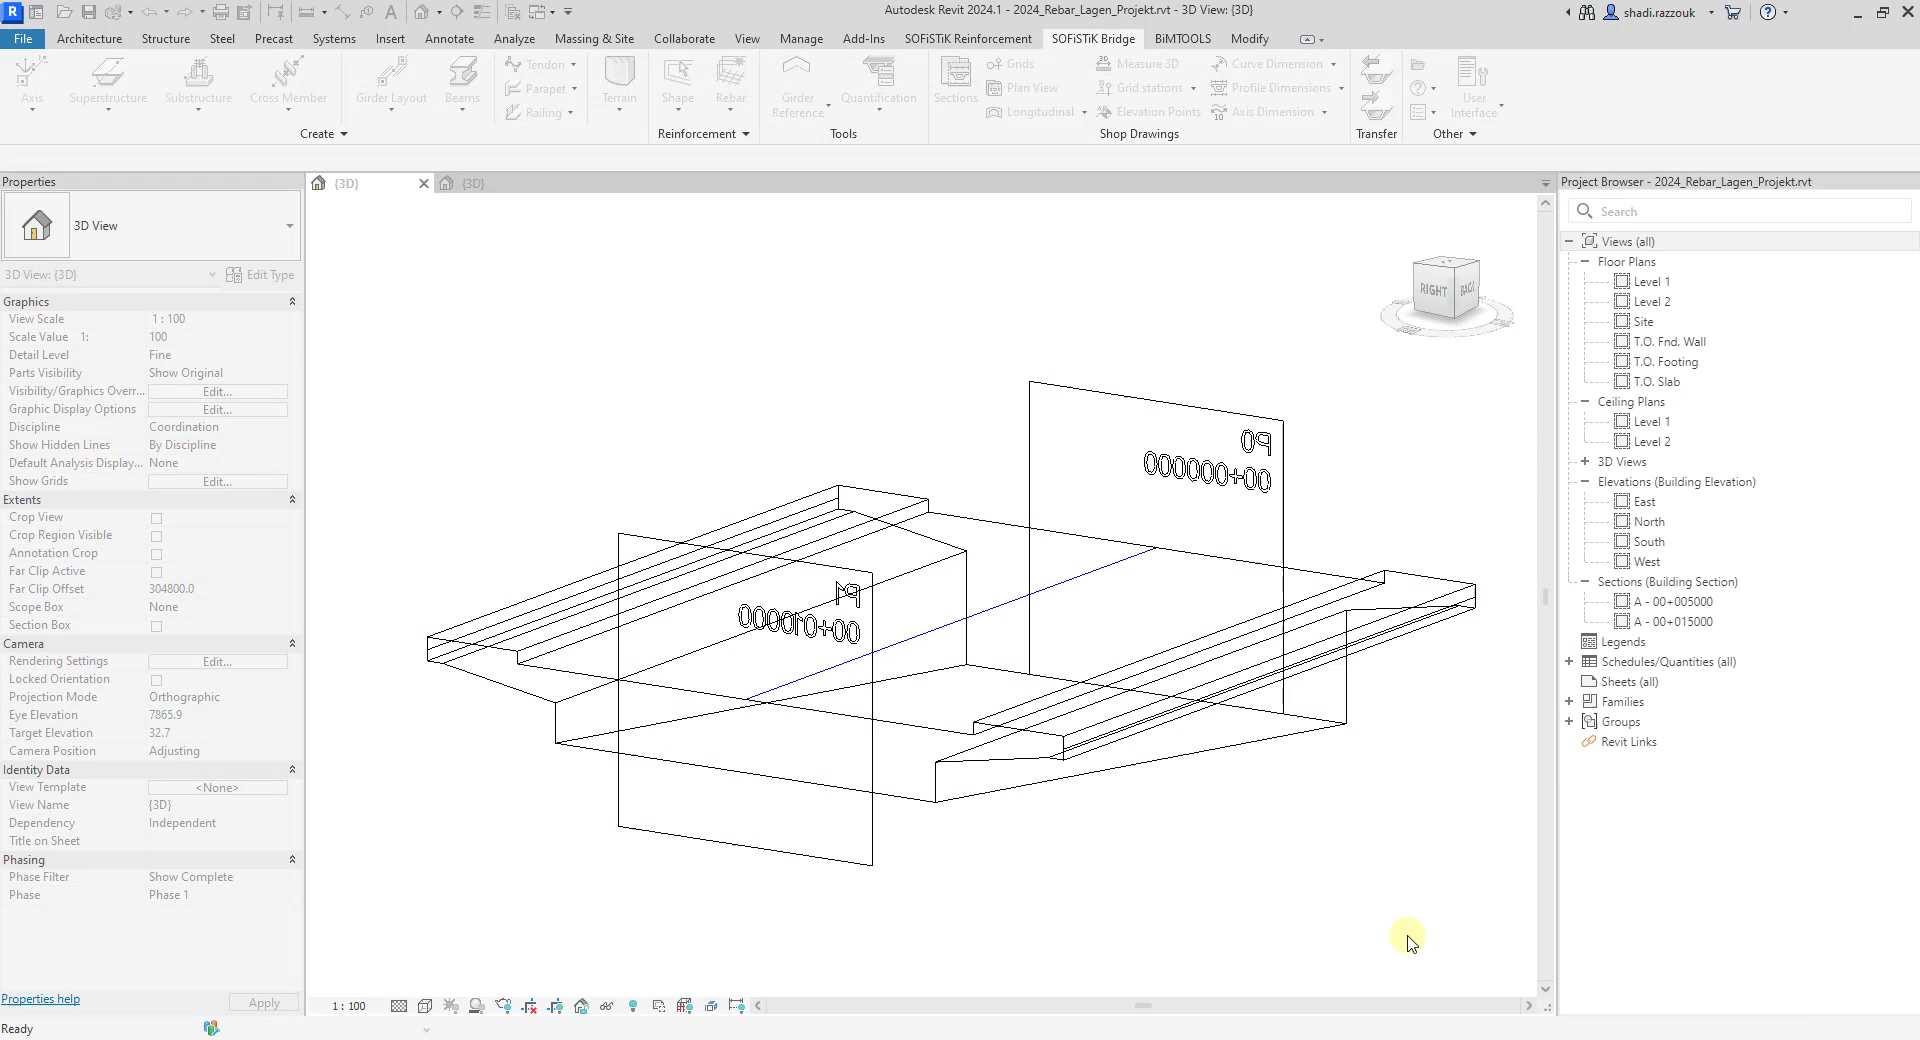 Autodesk Revit 2024.1 - 2024_Rebar_Lagen_Projekt.rvt - 3D View: {3D}
shadi.razzouk
File
Architecture
Structure
Steel
Precast
Systems
Insert
Annotate
Analyze
Massing & Site
Collaborate
View
Manage
Add-Ins
SOFiSTiK Reinforcement
SOFiSTiK Bridge
BiMTOOLS
Modify
Axis
Superstructure
Substructure
Cross Member
Girder Layout
Beams
Tendon
Parapet
Railing
Terrain
Shape
Rebar
Girder
Reference
Quantification
Sections
Grids
Plan View
Longitudinal
Measure 3D
Grid stations
Elevation Points
Curve Dimension
Profile Dimensions
Axis Dimension
User
Interface
Create
Reinforcement
Tools
Shop Drawings
Transfer
Other
Properties
3D View
3D View: {3D}
Edit Type
Graphics
View Scale 1 : 100
Scale Value 1: 100
Detail Level Fine
Parts Visibility Show Original
Visibility/Graphics Overr... Edit...
Graphic Display Options Edit...
Discipline Coordination
Show Hidden Lines By Discipline
Default Analysis Display... None
Show Grids Edit...
Extents
Crop View
Crop Region Visible
Annotation Crop
Far Clip Active
Far Clip Offset 304800.0
Scope Box None
Section Box
Camera
Rendering Settings Edit...
Locked Orientation
Projection Mode Orthographic
Eye Elevation 7865.9
Target Elevation 32.7
Camera Position Adjusting
Identity Data
View Template <None>
View Name {3D}
Dependency Independent
Title on Sheet
Phasing
Phase Filter Show Complete
Phase Phase 1
Properties help
Apply
Ready
{3D}
{3D}
RIGHT
BACK
P0
00+000000
P1
00+010000
1 : 100
Project Browser - 2024_Rebar_Lagen_Projekt.rvt
Search
Views (all)
Floor Plans
Level 1
Level 2
Site
T.O. Fnd. Wall
T.O. Footing
T.O. Slab
Ceiling Plans
Level 1
Level 2
3D Views
Elevations (Building Elevation)
East
North
South
West
Sections (Building Section)
A - 00+005000
A - 00+015000
Legends
Schedules/Quantities (all)
Sheets (all)
Families
Groups
Revit Links